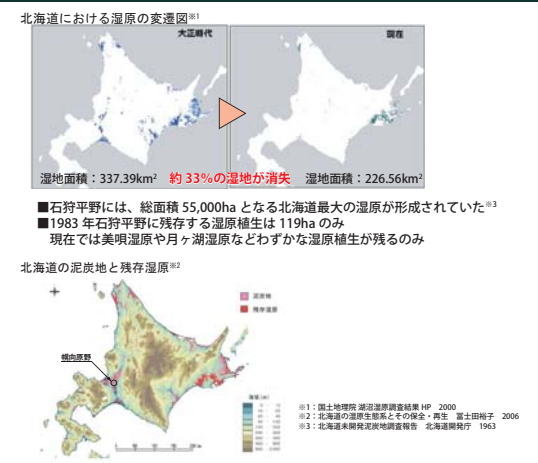 北海道における湿原の変遷図※1
大正時代
現在
湿地面積：337.39km² 約33%の湿地が消失 湿地面積：226.56km²
■石狩平野には、総面積 55,000ha となる北海道最大の湿原が形成されていた※3
■1983 年石狩平野に残存する湿原植生は 119ha のみ
現在では美唄湿原や月ヶ湖湿原などわずかな湿原植生が残るのみ
北海道の泥炭地と残存湿原※2
泥炭地
残存湿原
幌向原野
※1：国土地理院 湖沼湿原調査結果 HP 2000
※2：北海道の湿原生態系とその保全・再生 冨士田裕子 2006
※3：北海道未開発泥炭地調査報告 北海道開発庁 1963